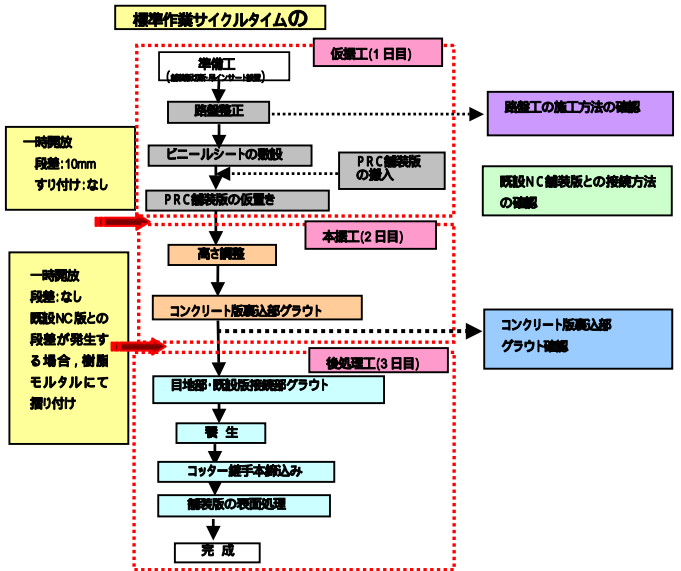 標準作業サイクルタイムの
仮据工(1日目)
準備工
路盤整正
路盤工の施工方法の確認
一時開放
段差:10mm
すり付け:なし
ビニールシートの敷設
PRC舗装版
の搬入
既設NC舗装版との接続方法
の確認
PRC舗装版の仮置き
本据工(2日目)
高さ調整
一時開放
段差:なし
既設NC版との
段差が発生す
る場合,樹脂
モルタルにて
摺り付け
コンクリート版裏込部グラウト
コンクリート版裏込部
グラウト確認
後処理工(3日目)
目地部・既設版接続部グラウト
養生
コッター継手本締込み
舗装版の表面処理
完成